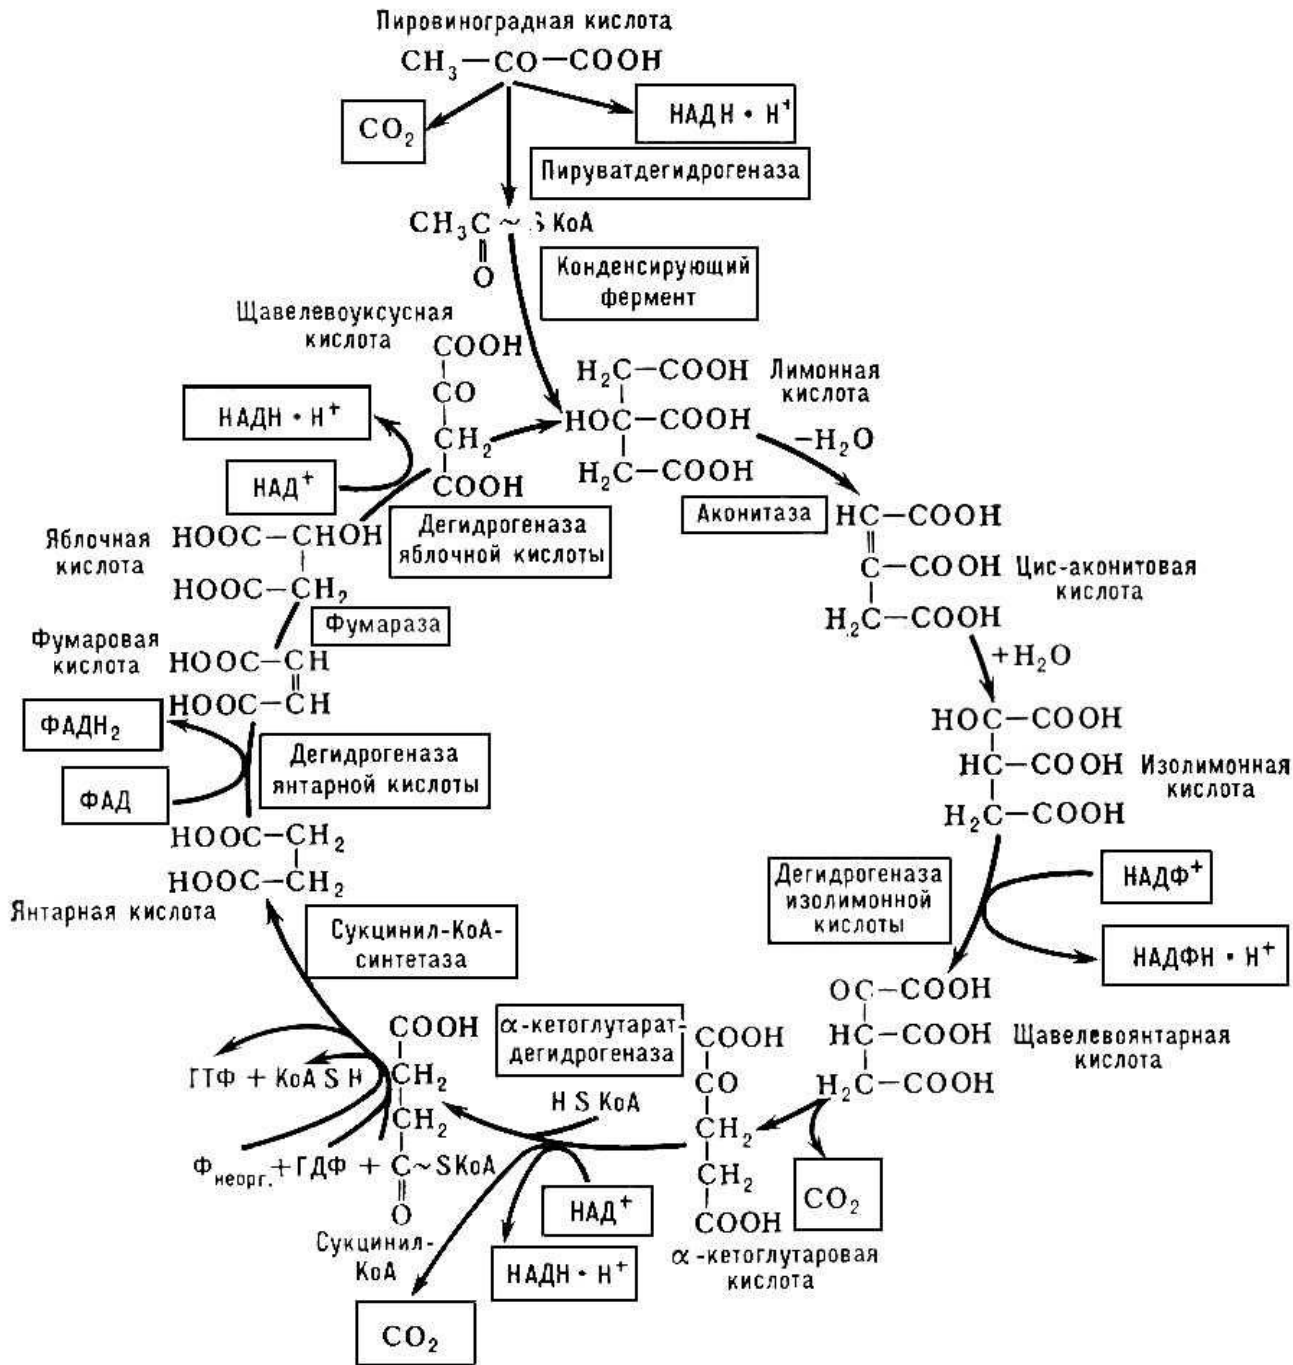 Пировиноградная кислота
CH₃—CO—COOH
CO₂
НАДН • Н⁺
Пируватдегидрогеназа
CH₃C~S КоА
O
Конденсирующий
фермент
Щавелевоуксусная
кислота
COOH
CO
CH₂
COOH
H₂C—COOH
HOC—COOH
H₂C—COOH
Лимонная
кислота
—H₂O
НАДН • Н⁺
НАД⁺
Дегидрогеназа
яблочной кислоты
Аконитаза
HC—COOH
C—COOH
H₂C—COOH
Цис-аконитовая
кислота
Яблочная
кислота
HOOC—CHOH
HOOC—CH₂
Фумараза
Фумаровая
кислота
HOOC—CH
HOOC—CH
+H₂O
HOC—COOH
HC—COOH
H₂C—COOH
Изолимонная
кислота
ФАДН₂
ФАД
Дегидрогеназа
янтарной кислоты
HOOC—CH₂
HOOC—CH₂
Янтарная кислота
Дегидрогеназа
изолимонной
кислоты
НАДФ⁺
НАДФН • Н⁺
Сукцинил-КоА-
синтетаза
OC—COOH
HC—COOH
H₂C—COOH
Щавелевоянтарная
кислота
α-кетоглутарат-
дегидрогеназа
COOH
CO
CH₂
CH₂
COOH
α-кетоглутаровая
кислота
CO₂
H S КоА
COOH
CH₂
CH₂
C~SКоА
O
ГТФ + КоА S H
Фнеорг.+ГДФ +
Сукцинил-
КоА
НАД⁺
НАДН • Н⁺
CO₂